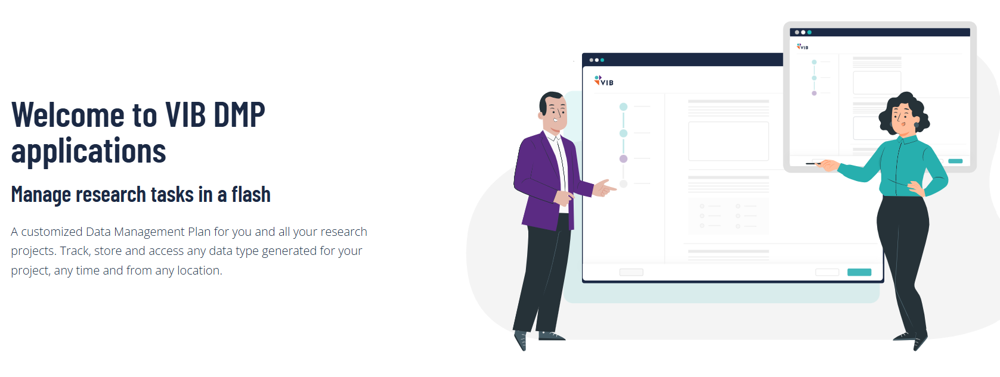 Welcome to VIB DMP
applications
Manage research tasks in a flash
A customized Data Management Plan for you and all your research
projects. Track, store and access any data type generated for your
project, any time and from any location.
VIB
VIB